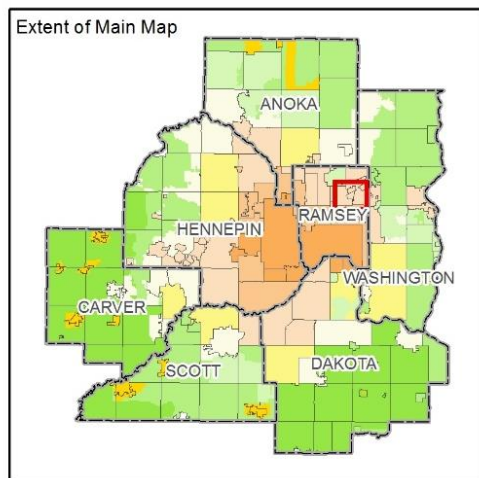 Extent of Main Map
ANOKA
HENNEPIN
RAMSEY
WASHINGTON
CARVER
SCOTT
DAKOTA